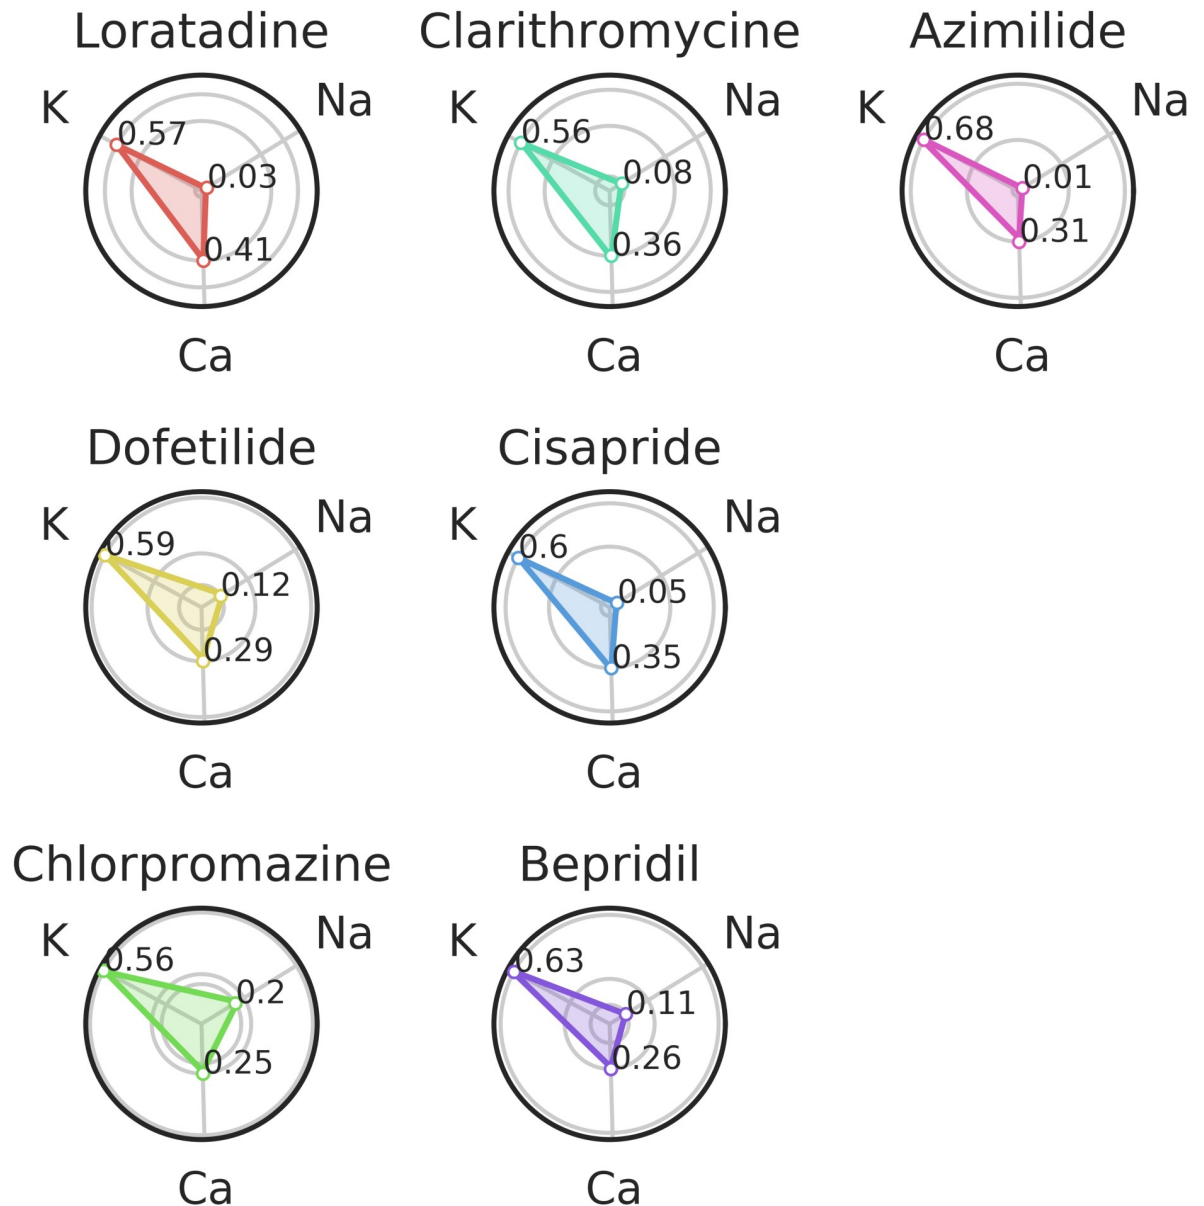 Loratadine
K
Na
0.57
0.03
0.41
Ca
Clarithromycine
K
Na
0.56
0.08
0.36
Ca
Azimilide
K
Na
0.68
0.01
0.31
Ca
Dofetilide
K
Na
0.59
0.12
0.29
Ca
Cisapride
K
Na
0.6
0.05
0.35
Ca
Chlorpromazine
K
Na
0.56
0.2
0.25
Ca
Bepridil
K
Na
0.63
0.11
0.26
Ca